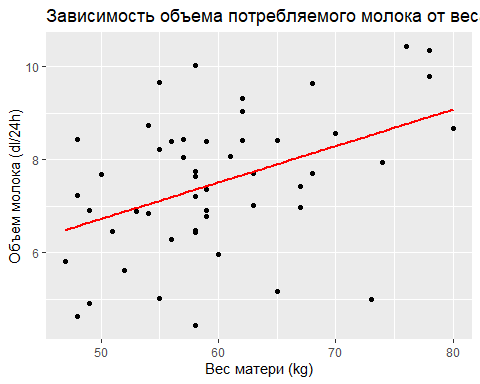 Зависимость объема потребляемого молока от вес
10
8
6
Объем молока (dl/24h)
50
60
70
80
Вес матери (kg)